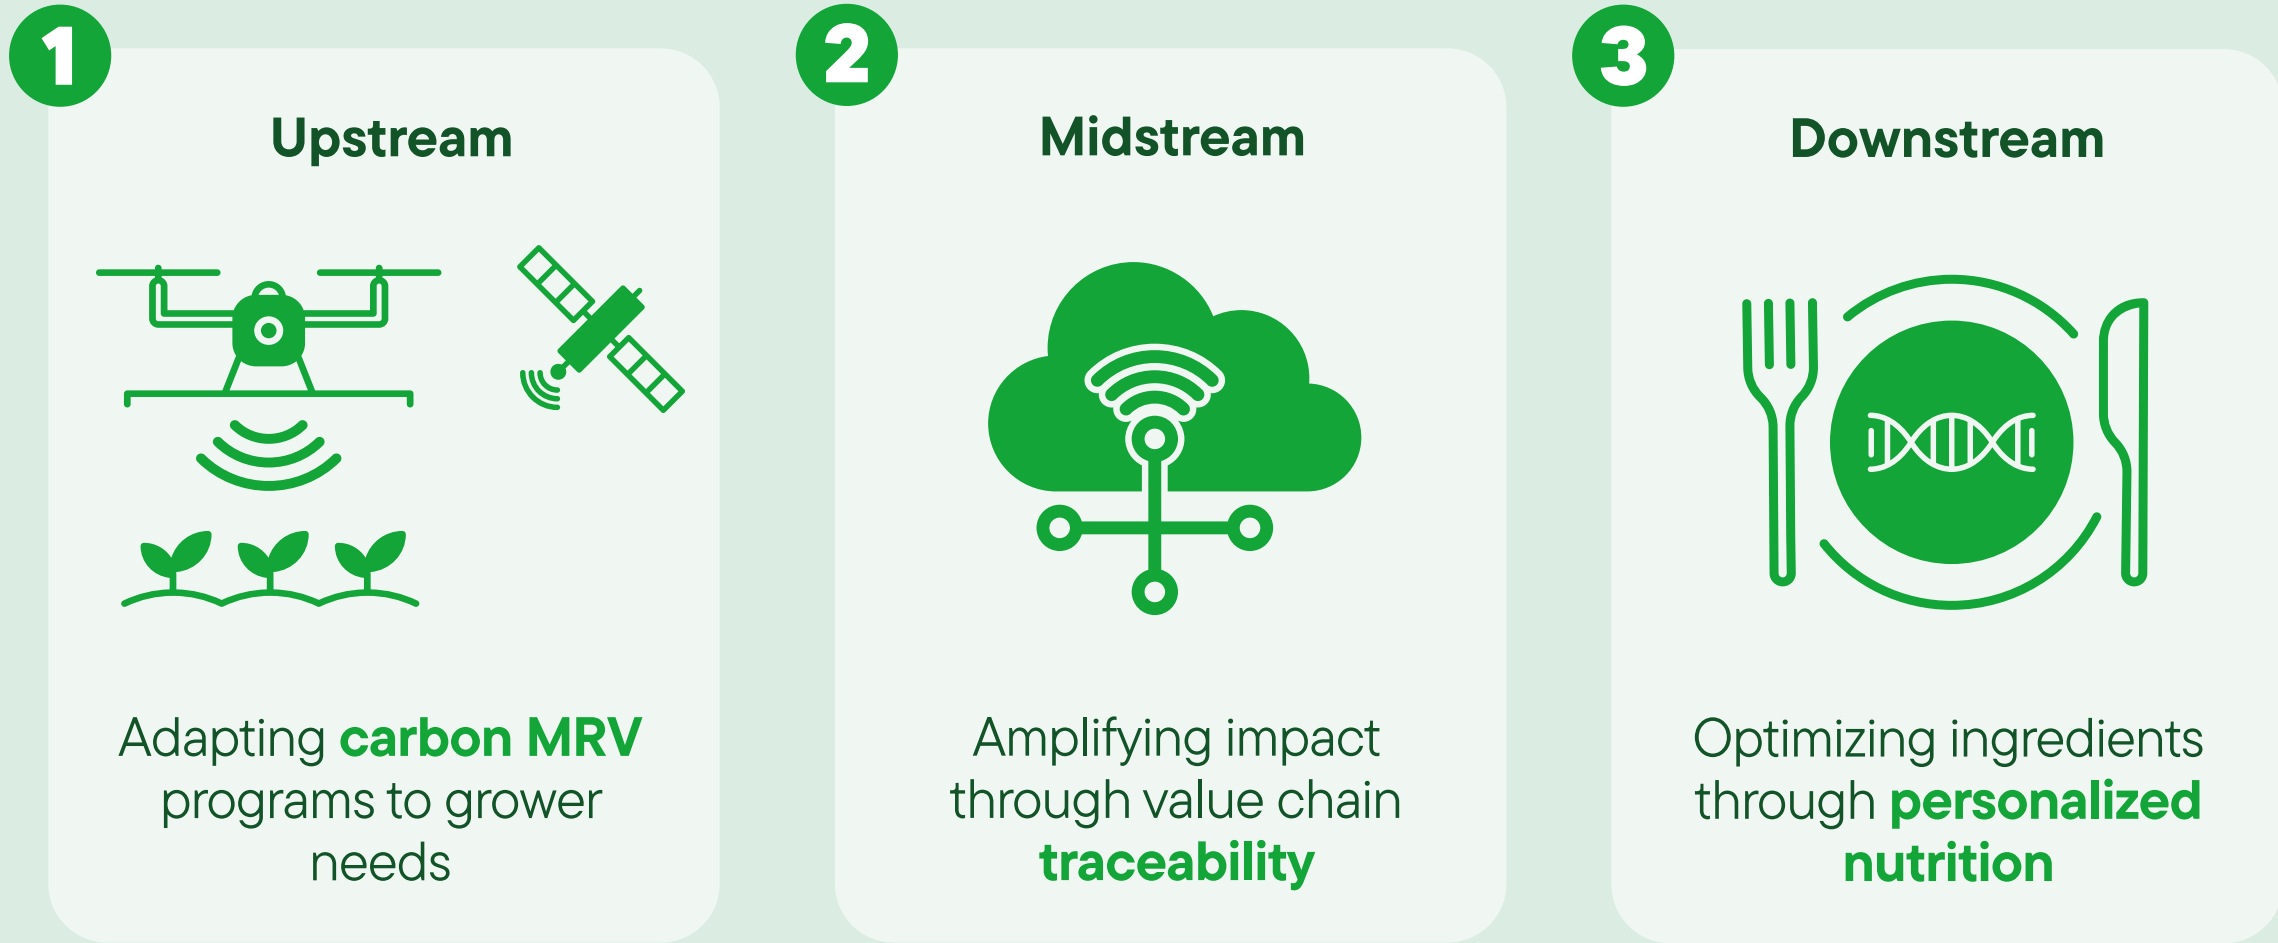 1
Upstream
Adapting carbon MRV
programs to grower
needs
2
Midstream
Amplifying impact
through value chain
traceability
3
Downstream
Optimizing ingredients
through personalized
nutrition